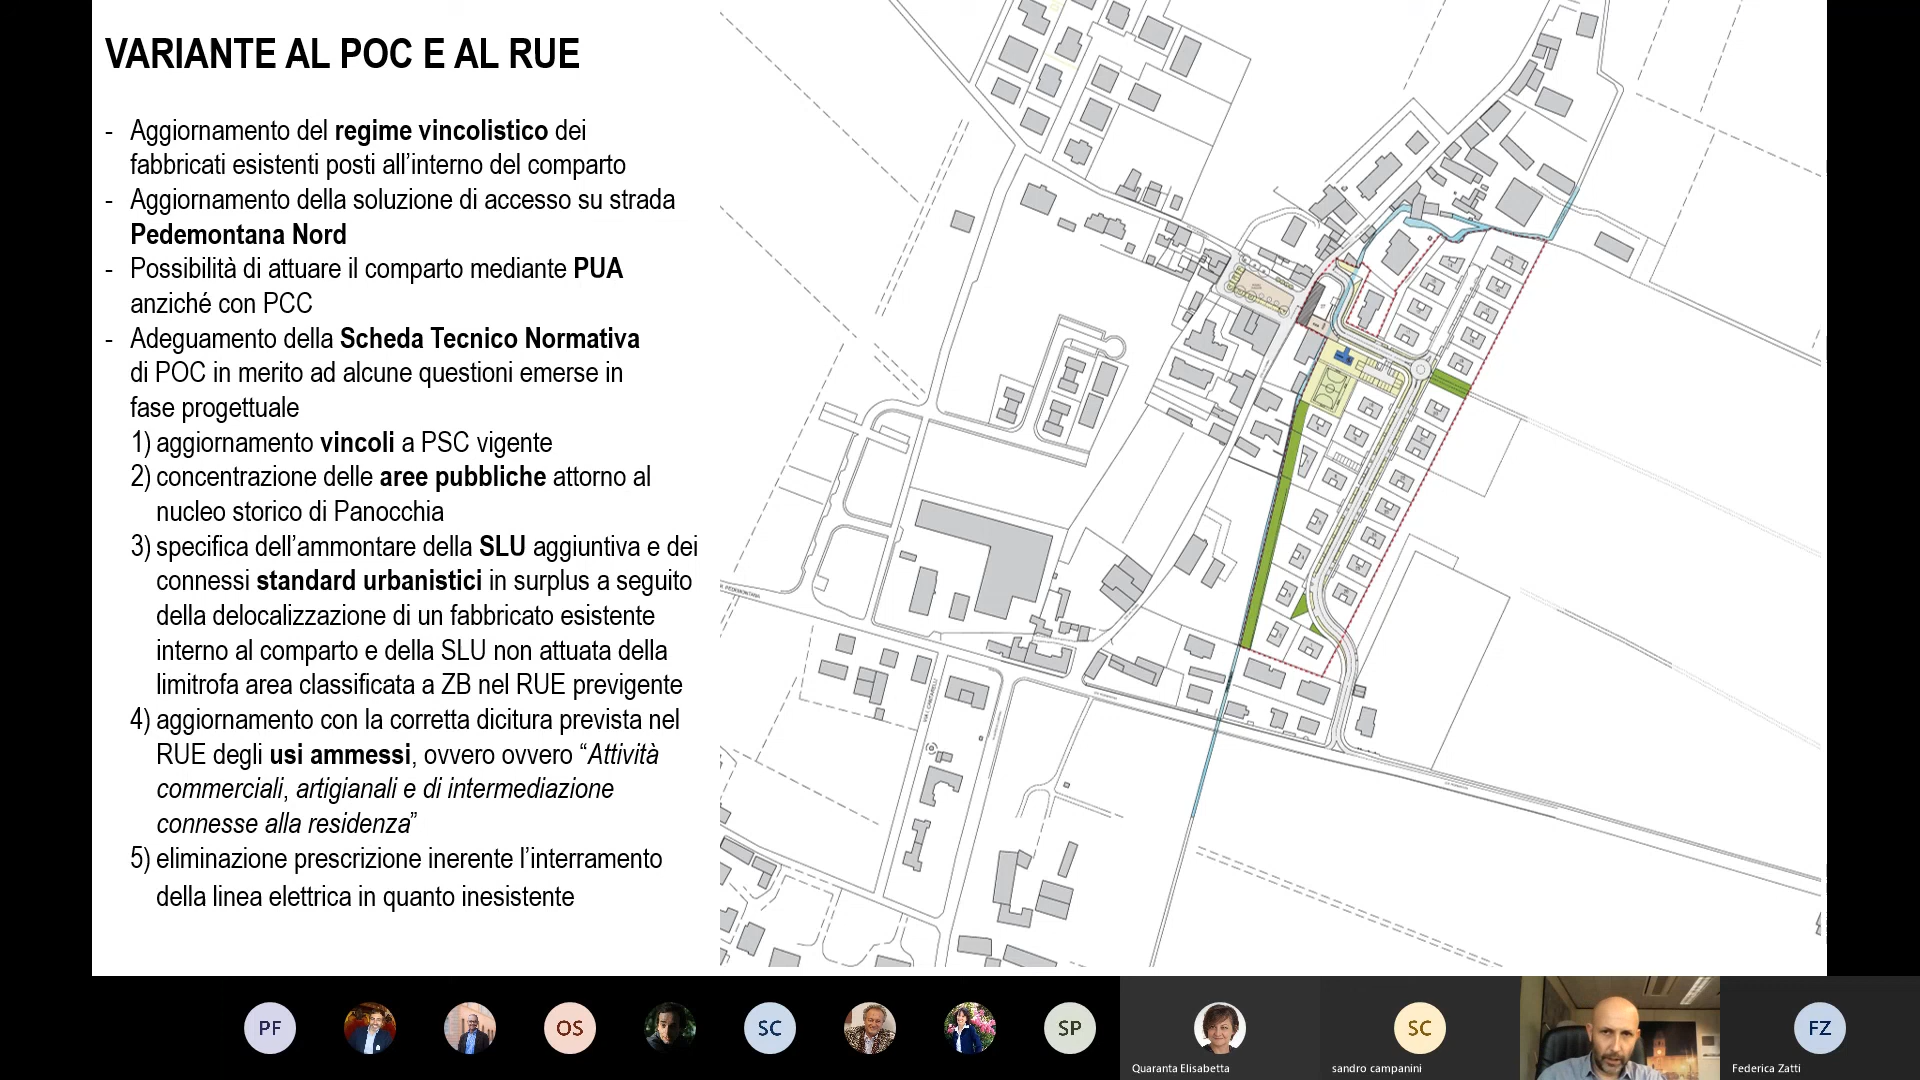 VARIANTE AL POC E AL RUE
- Aggiornamento del regime vincolistico dei
fabbricati esistenti posti all’interno del comparto
- Aggiornamento della soluzione di accesso su strada
Pedemontana Nord
- Possibilità di attuare il comparto mediante PUA
anziché con PCC
- Adeguamento della Scheda Tecnico Normativa
di POC in merito ad alcune questioni emerse in
fase progettuale
1) aggiornamento vincoli a PSC vigente
2) concentrazione delle aree pubbliche attorno al
nucleo storico di Panocchia
3) specifica dell’ammontare della SLU aggiuntiva e dei
connessi standard urbanistici in surplus a seguito
della delocalizzazione di un fabbricato esistente
interno al comparto e della SLU non attuata della
limitrofa area classificata a ZB nel RUE previgente
4) aggiornamento con la corretta dicitura prevista nel
RUE degli usi ammessi, ovvero ovvero “Attività
commerciali, artigianali e di intermediazione
connesse alla residenza”
5) eliminazione prescrizione inerente l’interramento
della linea elettrica in quanto inesistente
PF
OS
SC
SP
Quaranta Elisabetta
SC
sandro campanini
FZ
Federica Zatti